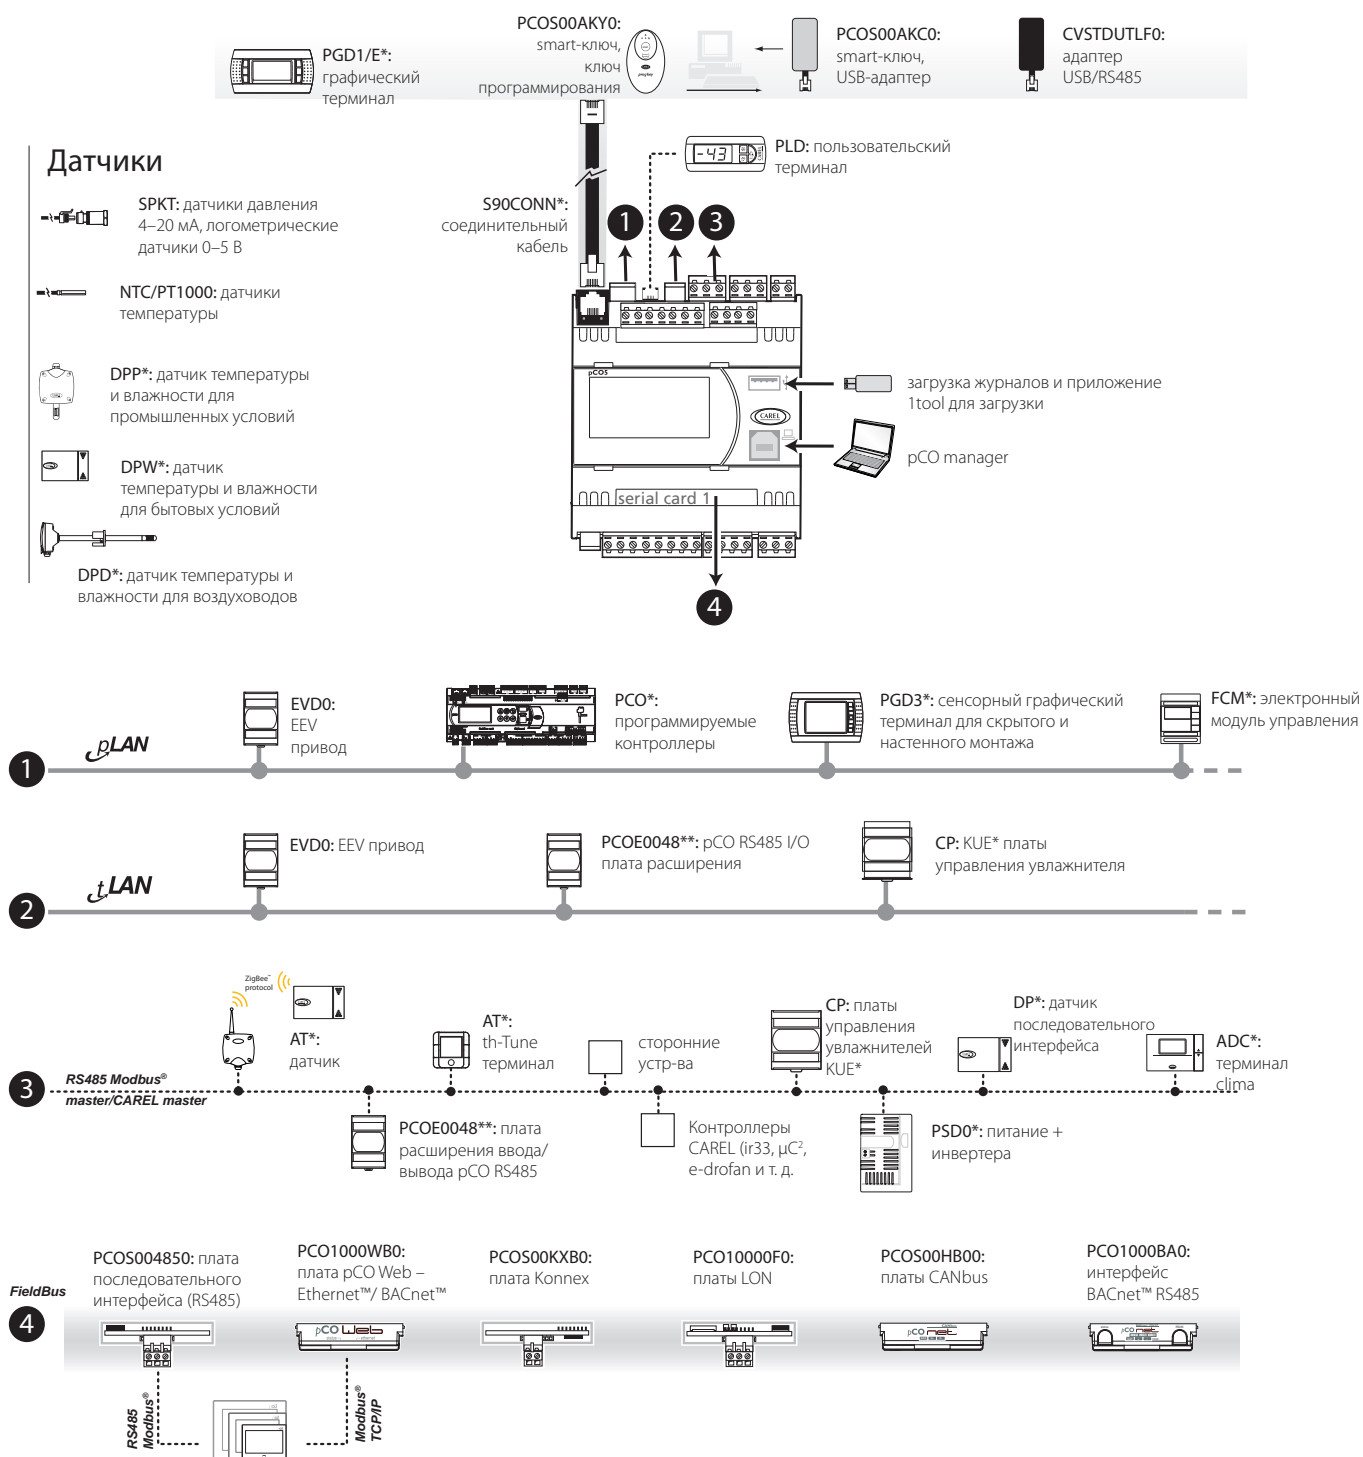 PGD1/E*:
графический
терминал
PCOS00AKY0:
smart-ключ,
ключ
программирования
PCOS00AKC0:
smart-ключ,
USB-адаптер
CVSTDUTLF0:
адаптер
USB/RS485
PLD: пользовательский
терминал
Датчики
SPKT: датчики давления
4–20 мА, логометрические
датчики 0–5 В
NTC/PT1000: датчики
температуры
DPP*: датчик температуры
и влажности для
промышленных условий
DPW*: датчик
температуры и влажности
для бытовых условий
DPD*: датчик температуры и
влажности для воздуховодов
S90CONN*:
соединительный
кабель
1
2
3
pCO5
CAREL
загрузка журналов и приложение
1tool для загрузки
pCO manager
serial card 1
4
1
pLAN
EVD0:
EEV
привод
PCO*:
программируемые
контроллеры
PGD3*: сенсорный графический
терминал для скрытого и
настенного монтажа
FCM*: электронный
модуль управления
2
tLAN
EVD0: EEV привод
PCOE0048**: pCO RS485 I/O
плата расширения
CP: KUE* платы
управления увлажнителя
3
RS485 Modbus®
master/CAREL master
ZigBee™
protocol
AT*:
датчик
AT*:
th-Tune
терминал
сторонние
устр-ва
CP: платы
управления
увлажнителей
KUE*
DP*: датчик
последовательного
интерфейса
ADC*:
терминал
clima
PCOE0048**: плата
расширения ввода/
вывода pCO RS485
Контроллеры
CAREL (ir33, µC²,
e-drofan и т. д.
PSD0*: питание +
инвертера
FieldBus
4
PCOS004850: плата
последовательного
интерфейса (RS485)
PCO1000WB0:
плата pCO Web –
Ethernet™/ BACnet™
PCOS00KXB0:
плата Konnex
PCO10000F0:
платы LON
PCOS00HB00:
платы CANbus
PCO1000BA0:
интерфейс
BACnet™ RS485
pCO Web
pCO net
pCO net
RS485
Modbus®
Modbus®
TCP/IP